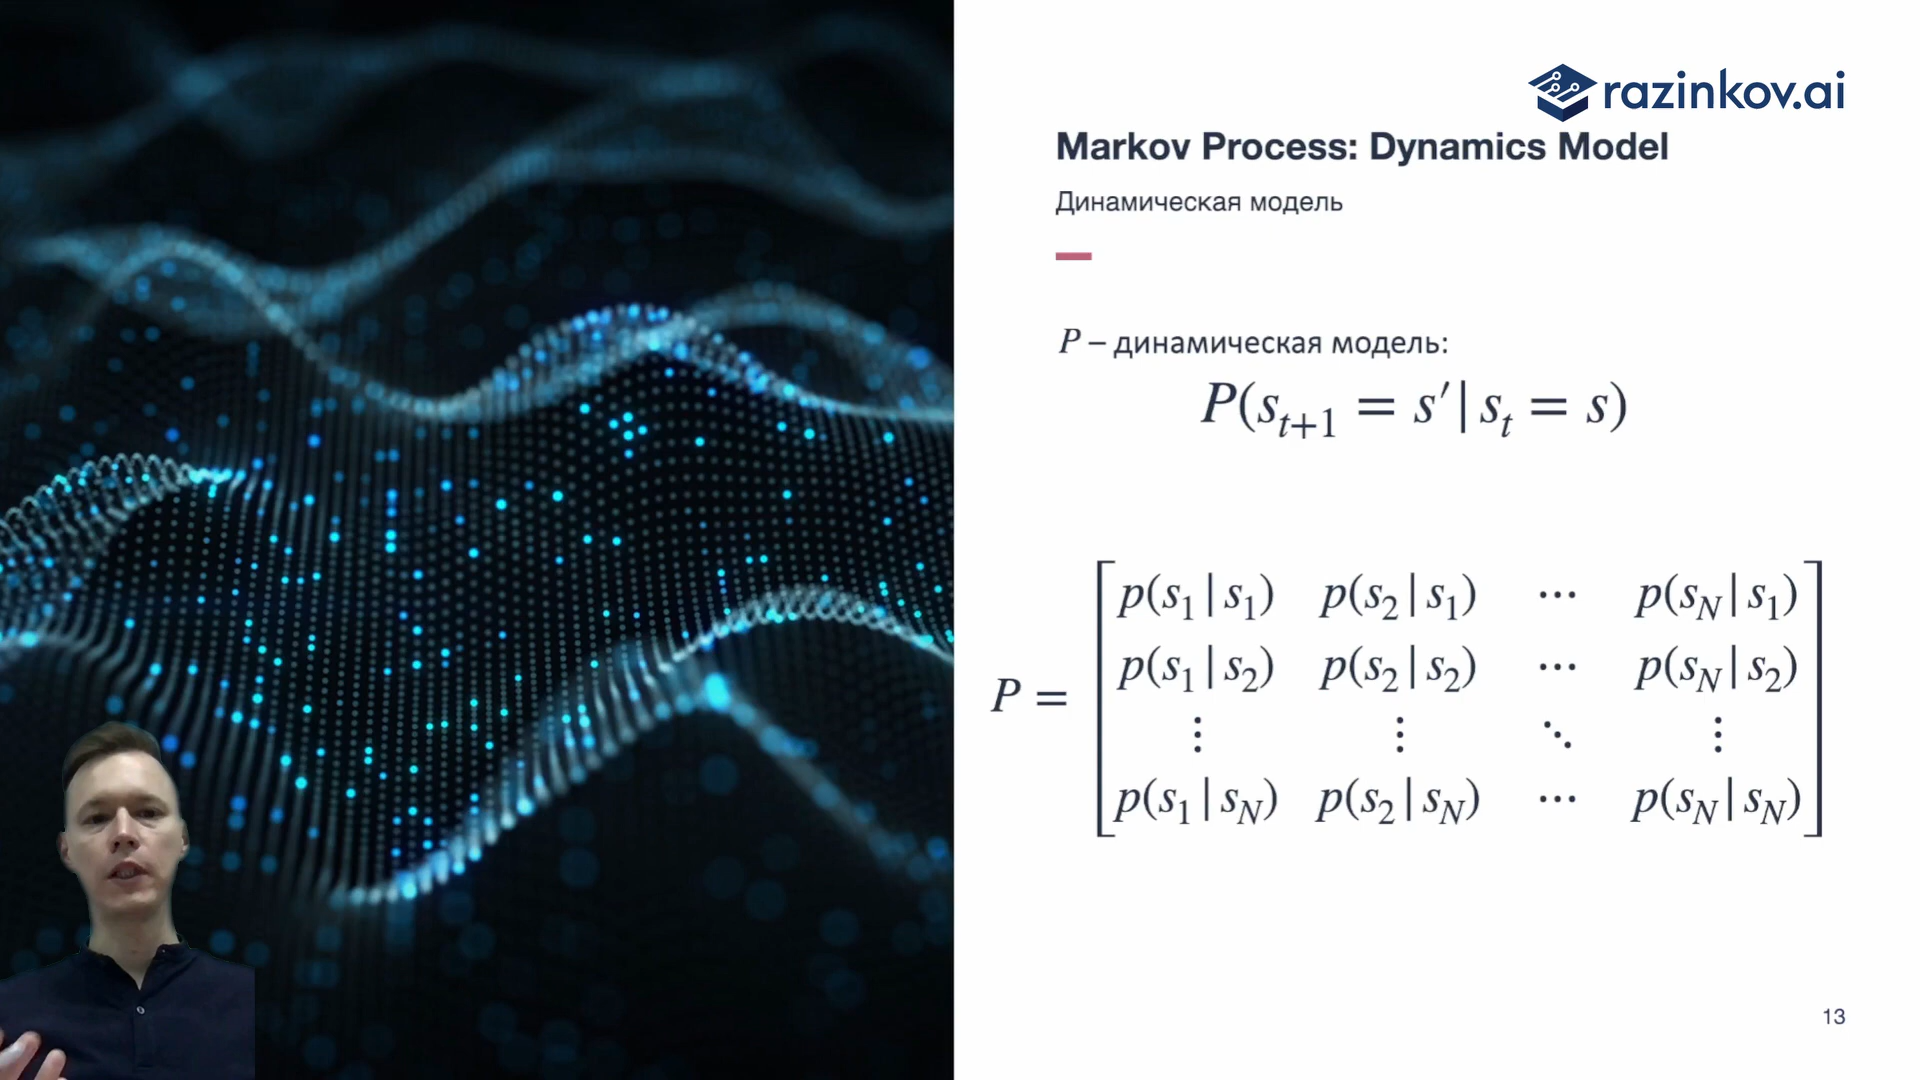 razinkov.ai
Markov Process: Dynamics Model
Динамическая модель
P – динамическая модель:
P(s_{t+1} = s′ | s_t = s)
P = [
p(s_1 | s_1) p(s_2 | s_1) ⋯ p(s_N | s_1)
p(s_1 | s_2) p(s_2 | s_2) ⋯ p(s_N | s_2)
⋮ ⋮ ⋱ ⋮
p(s_1 | s_N) p(s_2 | s_N) ⋯ p(s_N | s_N)
]
13